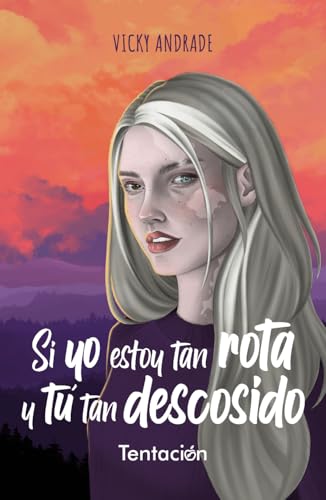 VICKY ANDRADE
Si yo estoy tan rota
y tú tan descosido
Tentación